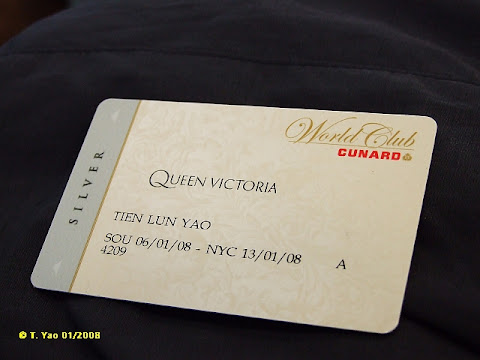 World Club
CUNARD
SILVER
QUEEN VICTORIA
TIEN LUN YAO
SOU 06/01/08 - NYC 13/01/08 A
4209
© T. Yao 01/2008